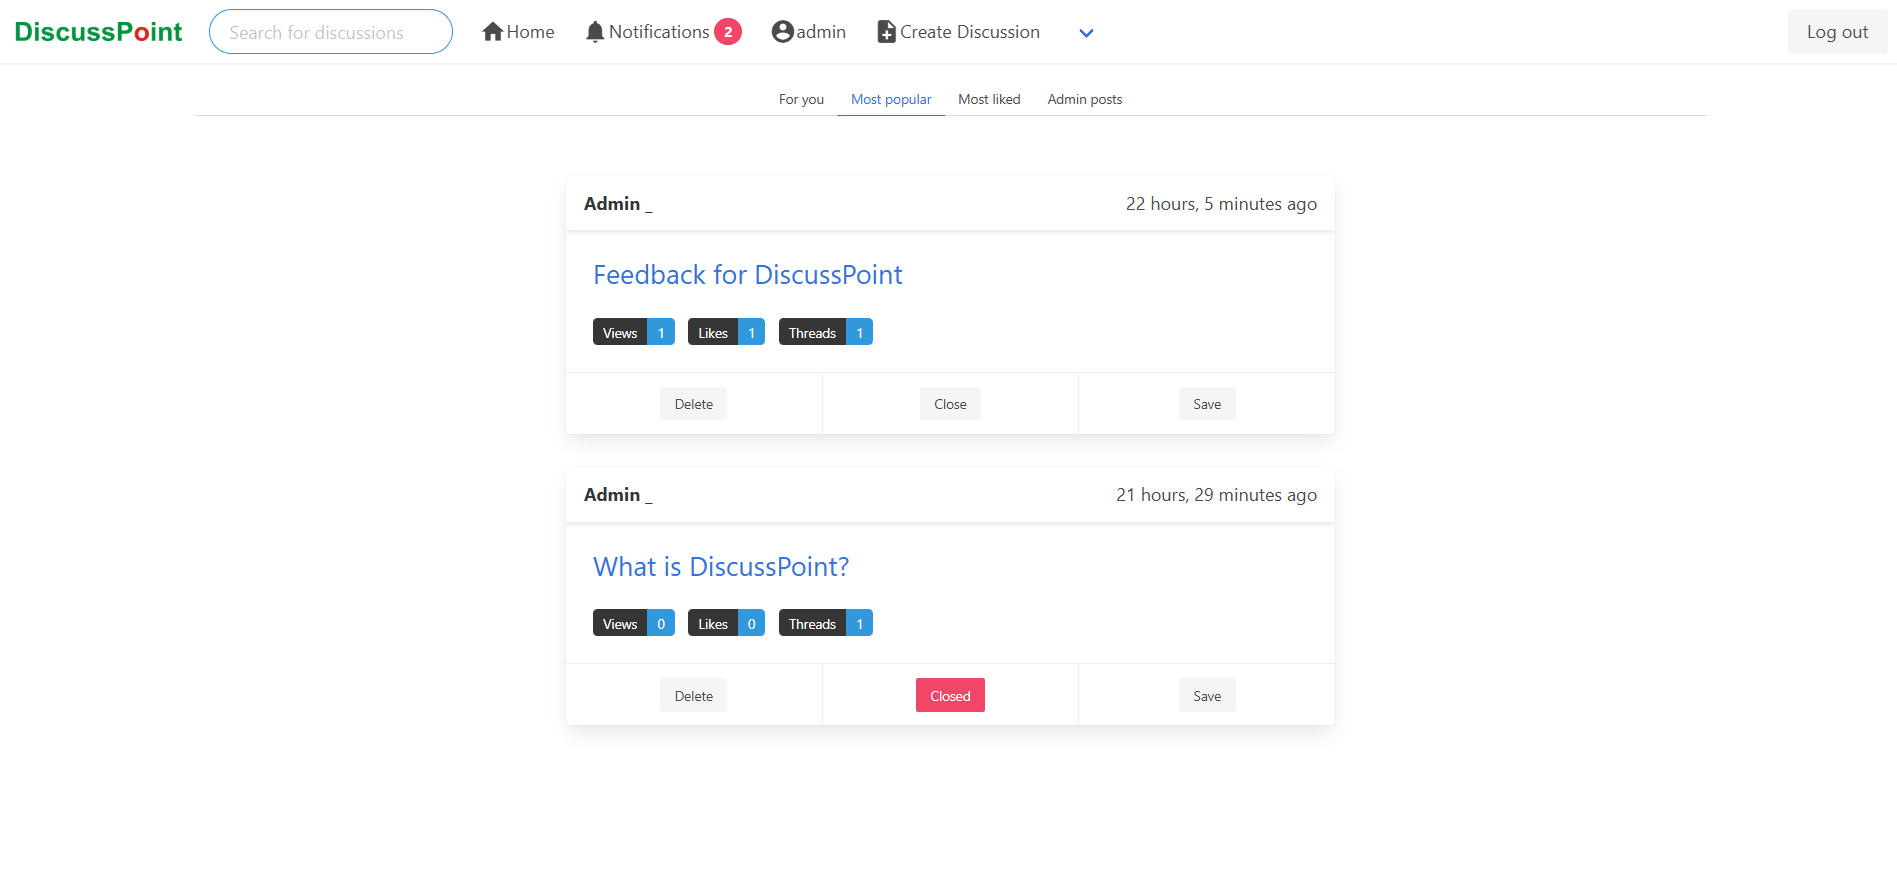 DiscussPoint Search for discussions Home Notifications 2 admin Create Discussion Log out
For you Most popular Most liked Admin posts
Admin _ 22 hours, 5 minutes ago
Feedback for DiscussPoint
Views 1 Likes 1 Threads 1
Delete Close Save
Admin _ 21 hours, 29 minutes ago
What is DiscussPoint?
Views 0 Likes 0 Threads 1
Delete Closed Save